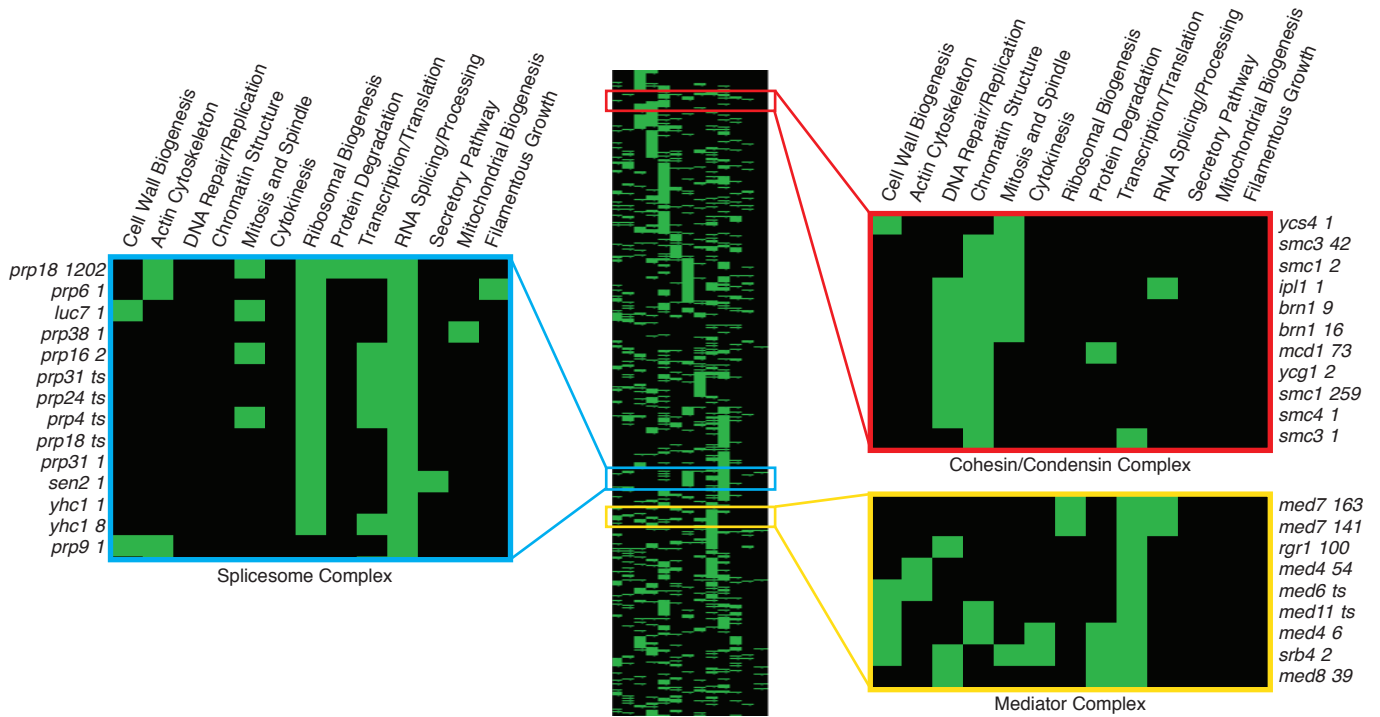 Cell Wall Biogenesis
Actin Cytoskeleton
DNA Repair/Replication
Chromatin Structure
Mitosis and Spindle
Cytokinesis
Ribosomal Biogenesis
Protein Degradation
Transcription/Translation
RNA Splicing/Processing
Secretory Pathway
Mitochondrial Biogenesis
Filamentous Growth
prp18 1202
prp6 1
luc7 1
prp38 1
prp16 2
prp31 ts
prp24 ts
prp4 ts
prp18 ts
prp31 1
sen2 1
yhc1 1
yhc1 8
prp9 1
Splicesome Complex
Cell Wall Biogenesis
Actin Cytoskeleton
DNA Repair/Replication
Chromatin Structure
Mitosis and Spindle
Cytokinesis
Ribosomal Biogenesis
Protein Degradation
Transcription/Translation
RNA Splicing/Processing
Secretory Pathway
Mitochondrial Biogenesis
Filamentous Growth
ycs4 1
smc3 42
smc1 2
ipl1 1
brn1 9
brn1 16
mcd1 73
ycg1 2
smc1 259
smc4 1
smc3 1
Cohesin/Condensin Complex
med7 163
med7 141
rgr1 100
med4 54
med6 ts
med11 ts
med4 6
srb4 2
med8 39
Mediator Complex